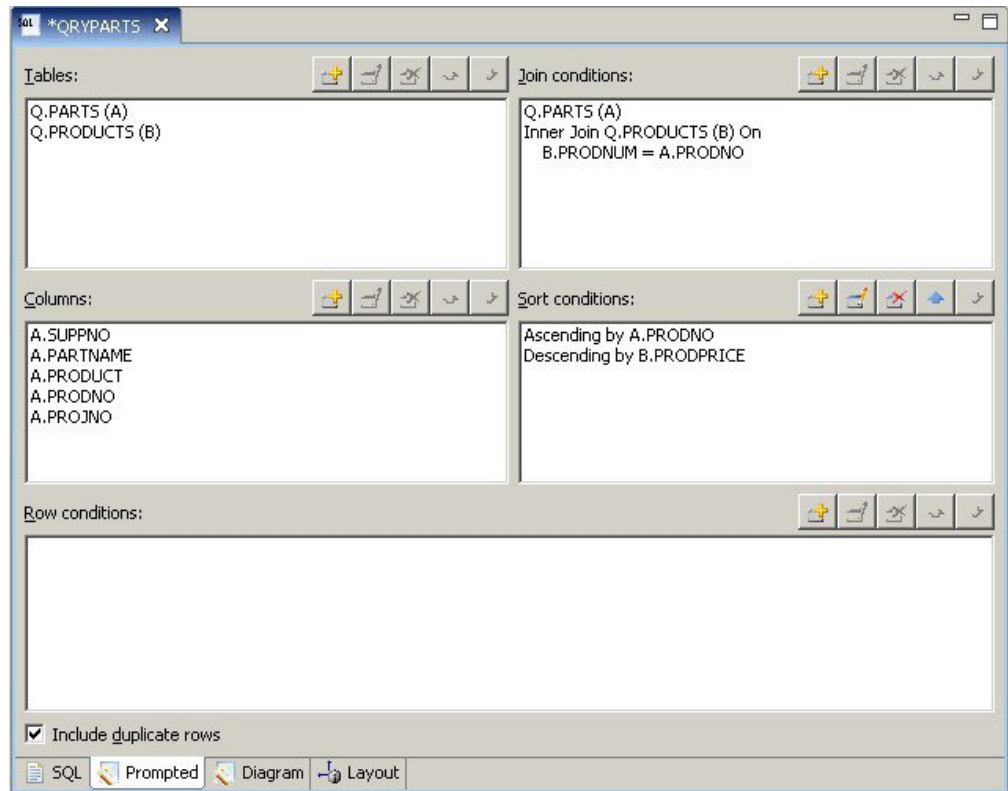 SQL *QRYPARTS X
Tables:
Q.PARTS (A)
Q.PRODUCTS (B)
Join conditions:
Q.PARTS (A)
Inner Join Q.PRODUCTS (B) On
B.PRODNUM = A.PRODNO
Columns:
A.SUPPNO
A.PARTNAME
A.PRODUCT
A.PRODNO
A.PROJNO
Sort conditions:
Ascending by A.PRODNO
Descending by B.PRODPRICE
Row conditions:
Include duplicate rows
SQL Prompted Diagram Layout